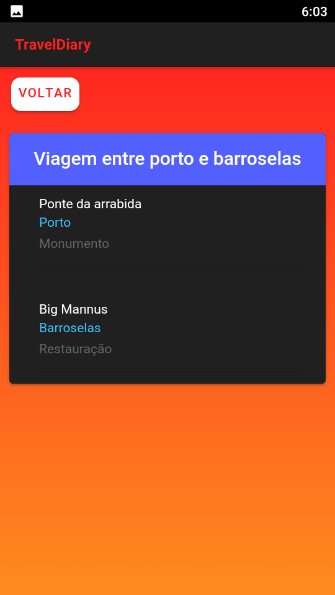 6:03
TravelDiary
VOLTAR
Viagem entre porto e barroselas
Ponte da arrabida
Porto
Monumento
Big Mannus
Barroselas
Restauração